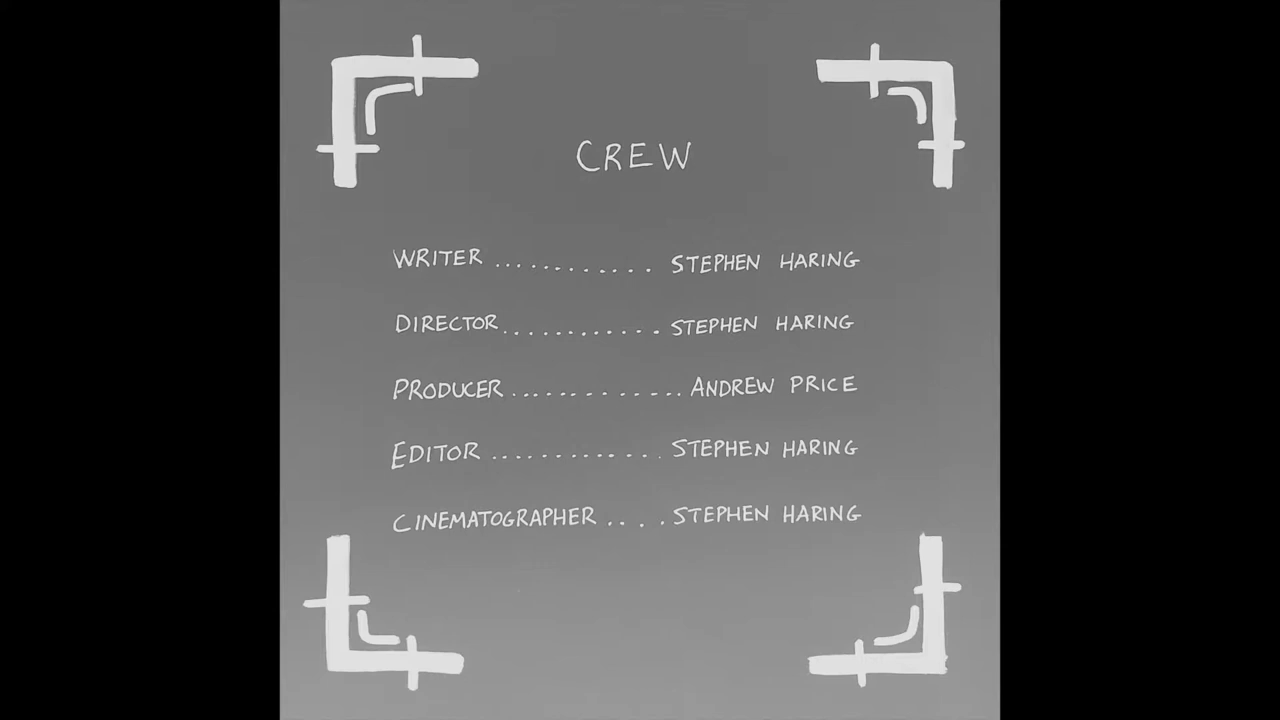 CREW
WRITER ............ STEPHEN HARING
DIRECTOR ............ STEPHEN HARING
PRODUCER ............. ANDREW PRICE
EDITOR ............ STEPHEN HARING
CINEMATOGRAPHER .... STEPHEN HARING